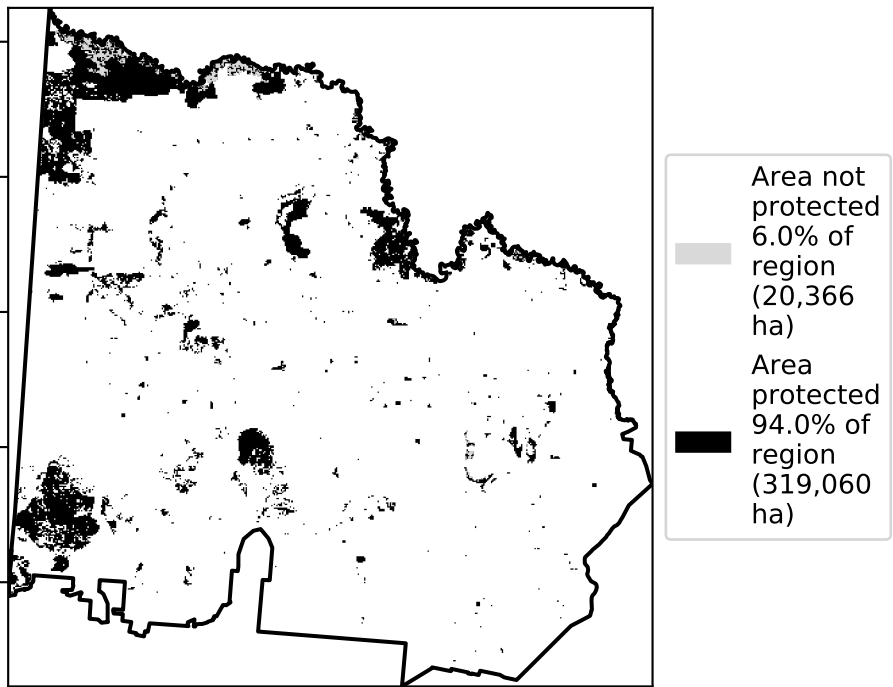 Area not
protected
6.0% of
region
(20,366
ha)
Area
protected
94.0% of
region
(319,060
ha)